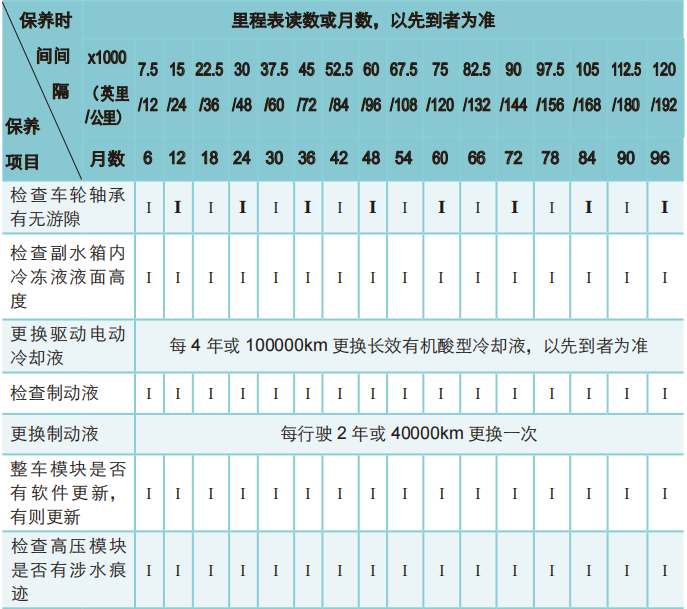 保养时间间隔
保养项目
里程表读数或月数，以先到者为准
x1000（英里/公里） 7.5/12 15/24 22.5/36 30/48 37.5/60 45/72 52.5/84 60/96 67.5/108 75/120 82.5/132 90/144 97.5/156 105/168 112.5/180 120/192
月数 6 12 18 24 30 36 42 48 54 60 66 72 78 84 90 96
检查车轮轴承
有无游隙
I I I I I I I I I I I I I I I I
检查副水箱内
冷冻液液面高
度
I I I I I I I I I I I I I I I I
更换驱动电动
冷却液
每 4 年或 100000km 更换长效有机酸型冷却液，以先到者为准
检查制动液
I I I I I I I I I I I I I I I I
更换制动液
每行驶 2 年或 40000km 更换一次
整车模块是否
有软件更新，
有则更新
I I I I I I I I I I I I I I I I
检查高压模块
是否有涉水痕
迹
I I I I I I I I I I I I I I I I